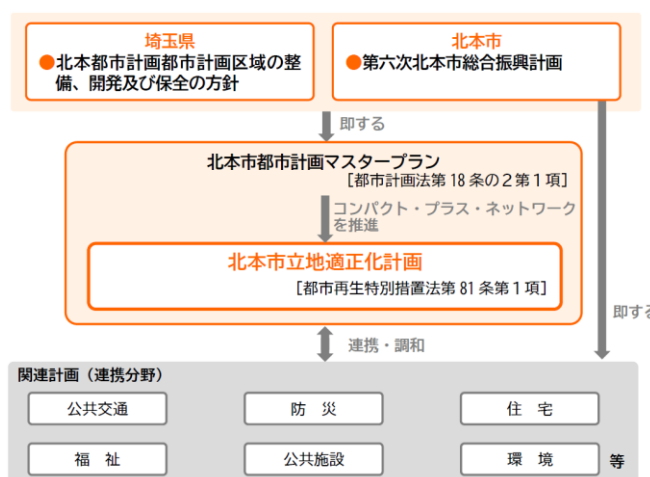 埼玉県
●北本都市計画都市計画区域の整
備、開発及び保全の方針
北本市
●第六次北本市総合振興計画
即する
北本市都市計画マスタープラン
［都市計画法第18条の2第1項］
コンパクト・プラス・ネットワーク
を推進
北本市立地適正化計画
［都市再生特別措置法第81条第1項］
即する
連携・調和
関連計画（連携分野）
公共交通
防　災
住　宅
福　祉
公共施設
環　境
等